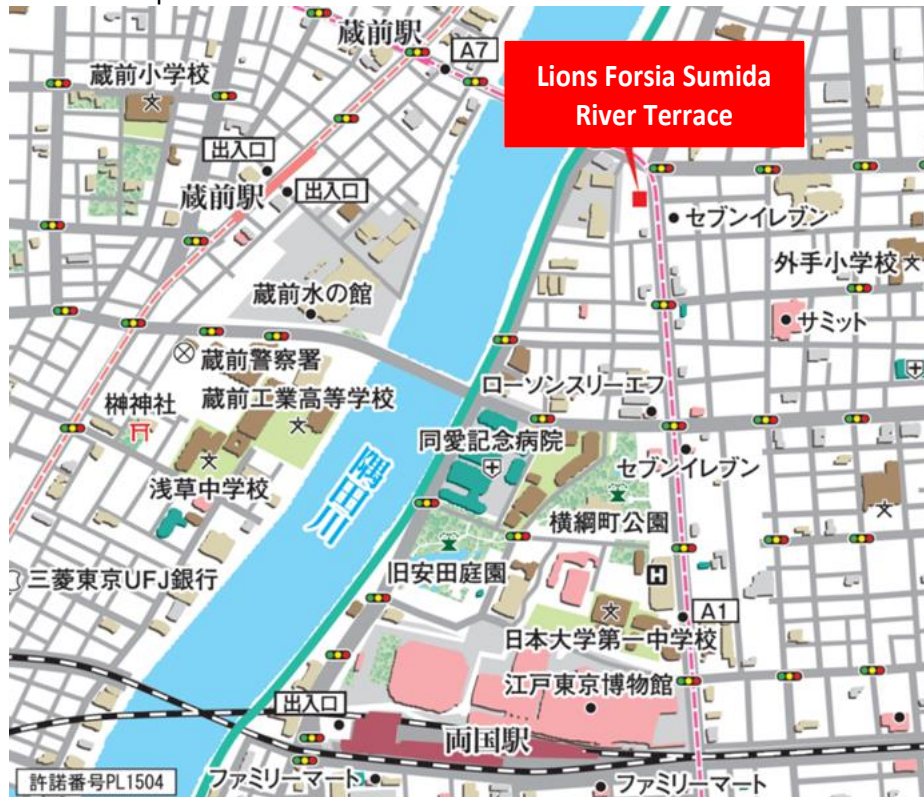 蔵前駅
A7
Lions Forsia Sumida
River Terrace
蔵前小学校
出入口
蔵前駅
出入口
セブンイレブン
外手小学校
蔵前水の館
サミット
蔵前警察署
ローソンスリーエフ
榊神社
蔵前工業高等学校
同愛記念病院
セブンイレブン
浅草中学校
隅田川
横綱町公園
三菱東京UFJ銀行
旧安田庭園
H
A1
日本大学第一中学校
江戸東京博物館
出入口
両国駅
許諾番号PL1504
ファミリーマート
ファミリーマート